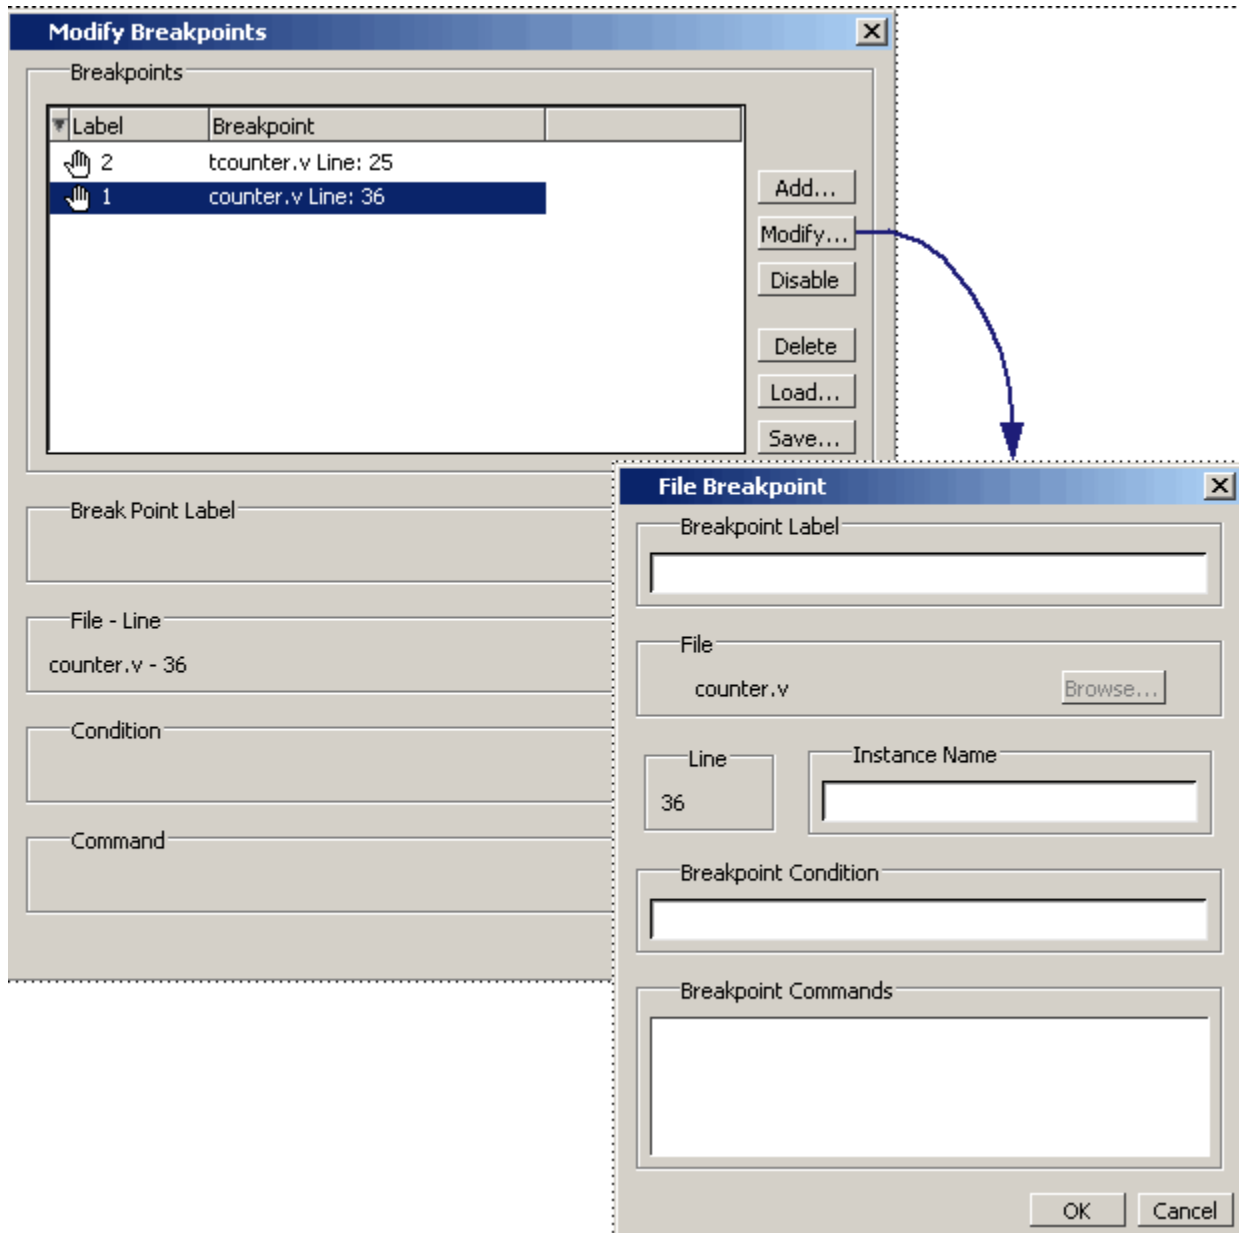 Modify Breakpoints
Breakpoints
Label Breakpoint
2 tcounter.v Line: 25
1 counter.v Line: 36
Add...
Modify...
Disable
Delete
Load...
Save...
Break Point Label
File - Line
counter.v - 36
Condition
Command
File Breakpoint
Breakpoint Label
File
counter.v Browse...
Line Instance Name
36
Breakpoint Condition
Breakpoint Commands
OK Cancel